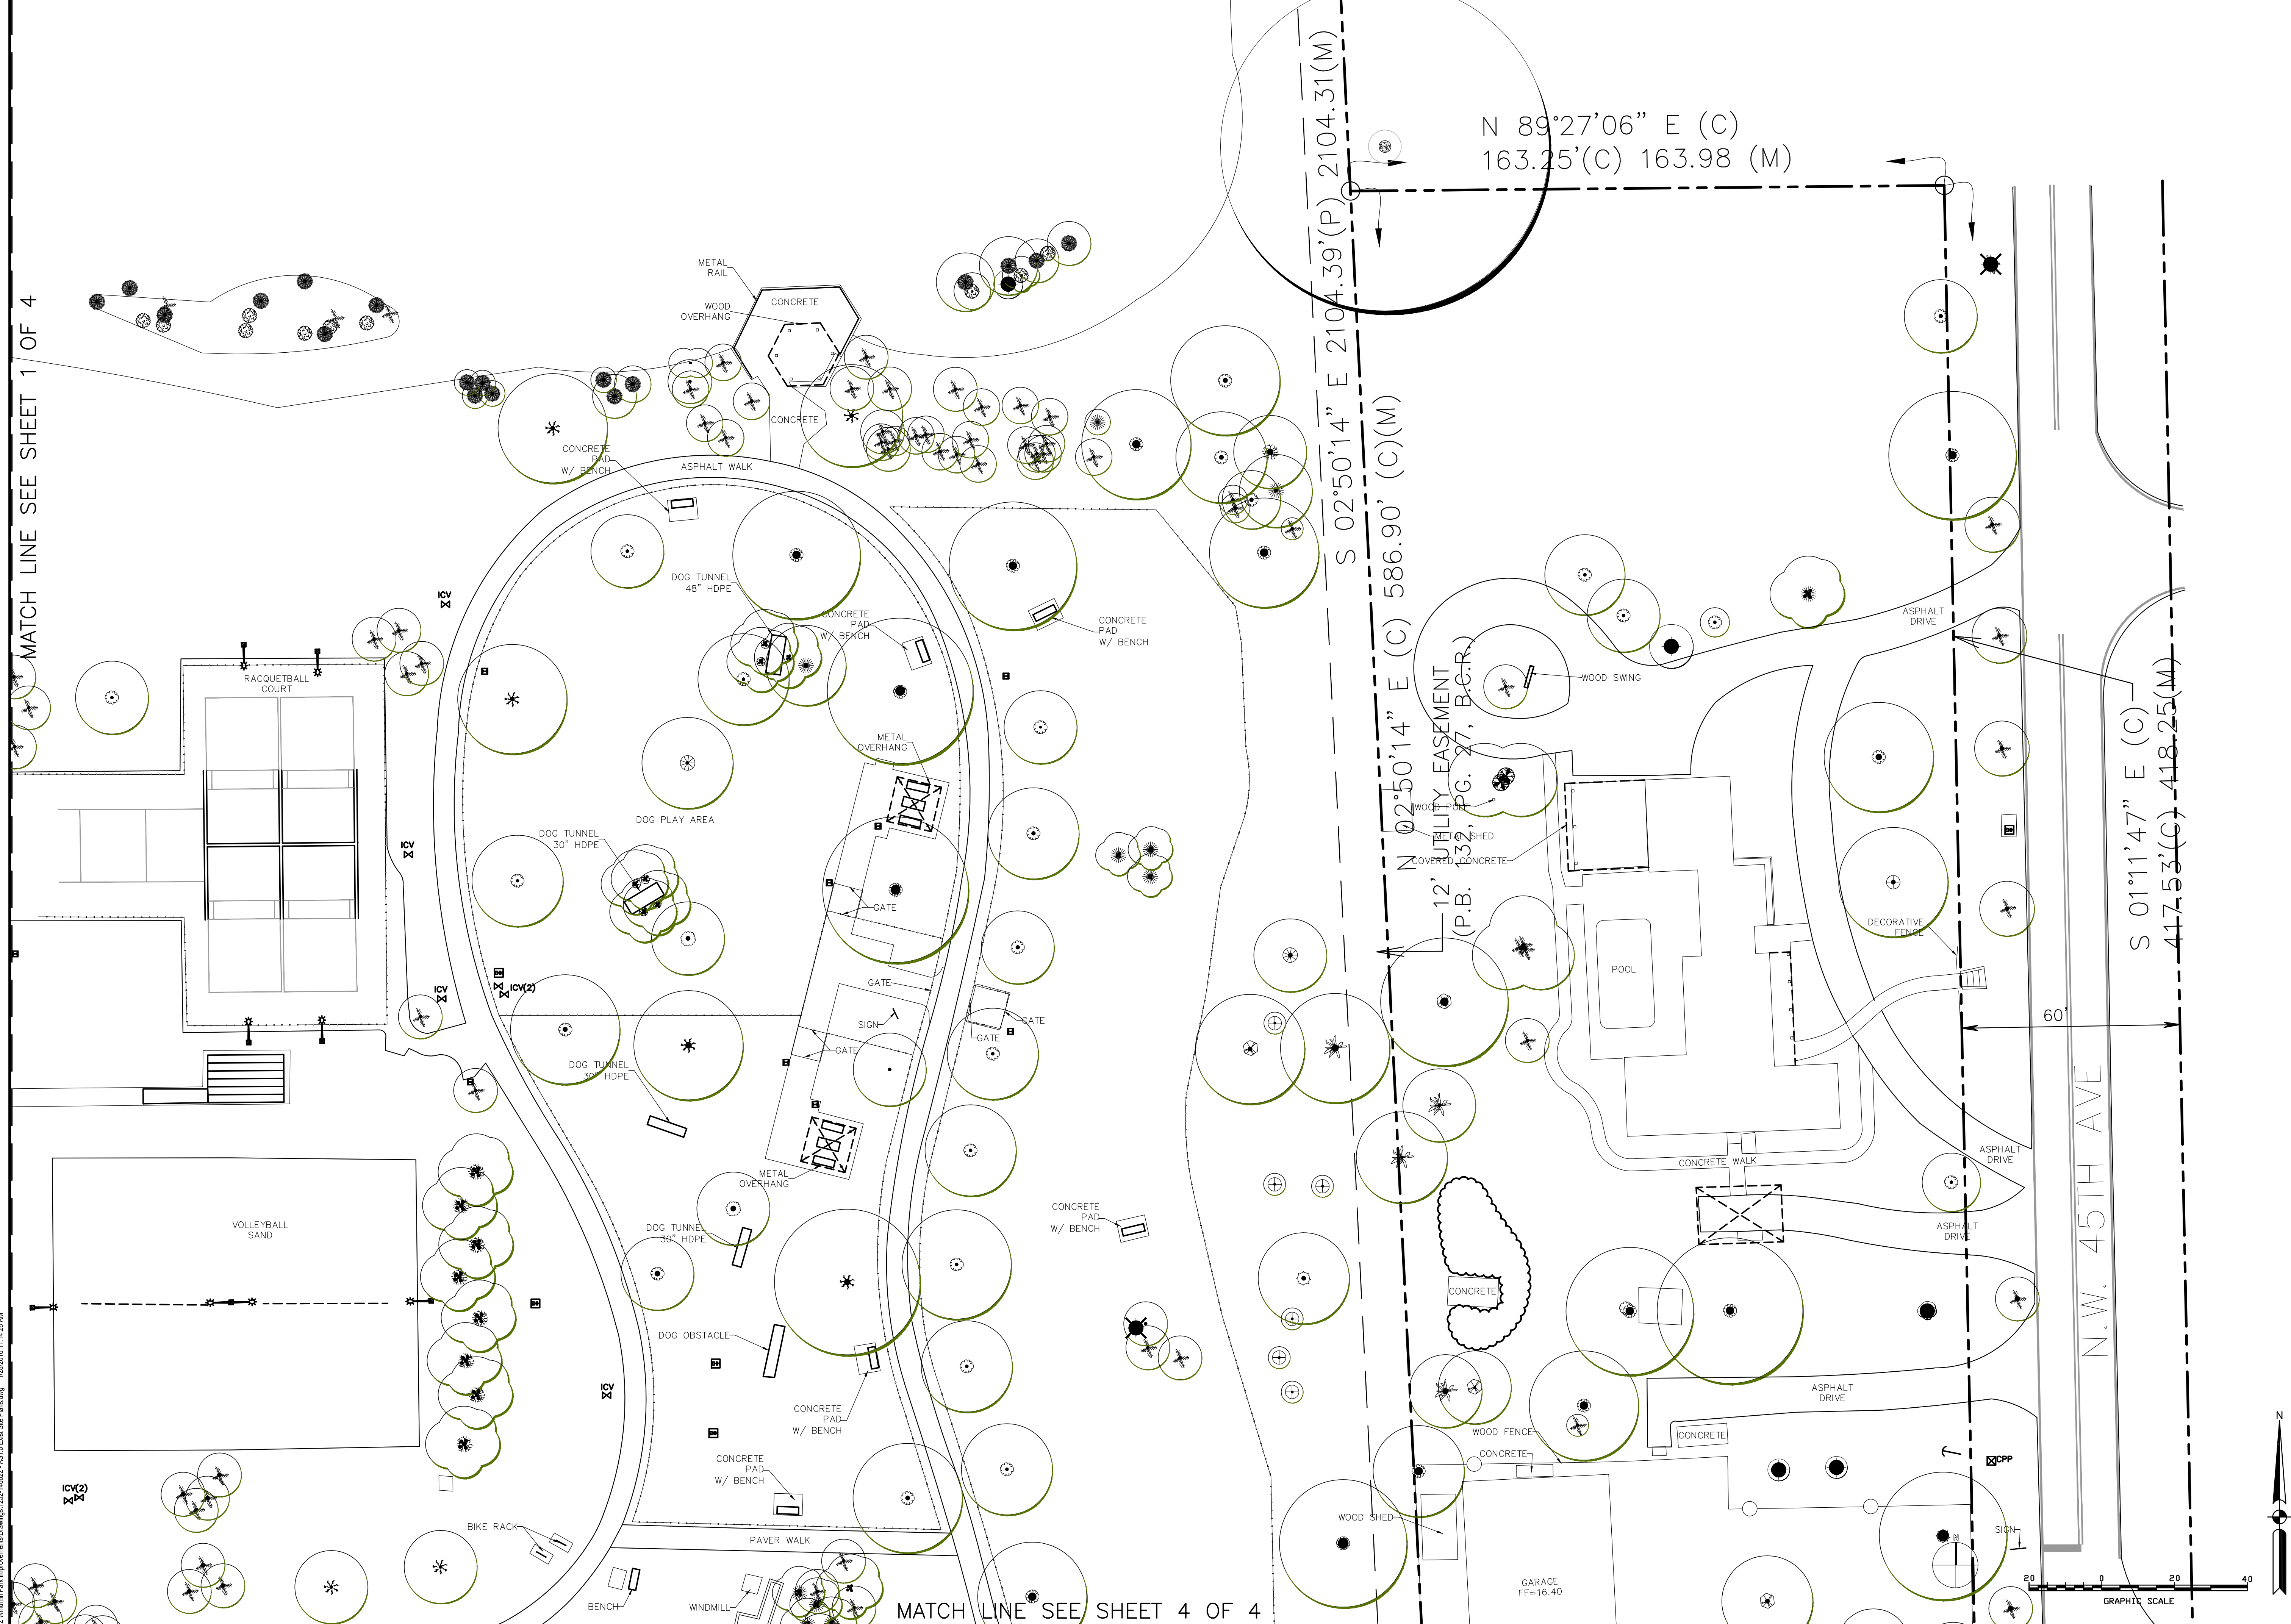 MATCH LINE SEE SHEET 1 OF 4
N 89°27'06" E (C)
163.25'(C) 163.98 (M)
S 02°50'14" E 2104.39'(P) 2104.31(M)
N 02°50'14" E (C) 586.90' (C)(M)
12' UTILITY EASEMENT
(P.B. 132, PG. 27, B.C.R.)
S 01°11'47" E (C)
417.53'(C) 418.25(M)
METAL
RAIL
WOOD
OVERHANG
CONCRETE
CONCRETE
CONCRETE
PAD
W/ BENCH
ASPHALT WALK
DOG TUNNEL
48" HDPE
CONCRETE
PAD
W/ BENCH
CONCRETE
PAD
W/ BENCH
ICV
RACQUETBALL
COURT
METAL
OVERHANG
DOG PLAY AREA
DOG TUNNEL
30" HDPE
ICV
GATE
GATE
ICV
ICV(2)
SIGN
GATE
GATE
GATE
DOG TUNNEL
30" HDPE
METAL
OVERHANG
VOLLEYBALL
SAND
DOG TUNNEL
30" HDPE
CONCRETE
PAD
W/ BENCH
DOG OBSTACLE
ICV
CONCRETE
PAD
W/ BENCH
CONCRETE
PAD
W/ BENCH
ICV(2)
BIKE RACK
PAVER WALK
BENCH
WINDMILL
MATCH LINE SEE SHEET 4 OF 4
ASPHALT
DRIVE
WOOD SWING
WOOD POLE
METAL SHED
COVERED CONCRETE
DECORATIVE
FENCE
POOL
60'
N.W. 45TH AVE
CONCRETE WALK
ASPHALT
DRIVE
ASPHALT
DRIVE
CONCRETE
ASPHALT
DRIVE
WOOD FENCE
CONCRETE
CONCRETE
CPP
WOOD SHED
SIGN
GARAGE
FF=16.40
N
20 0 20 40
GRAPHIC SCALE